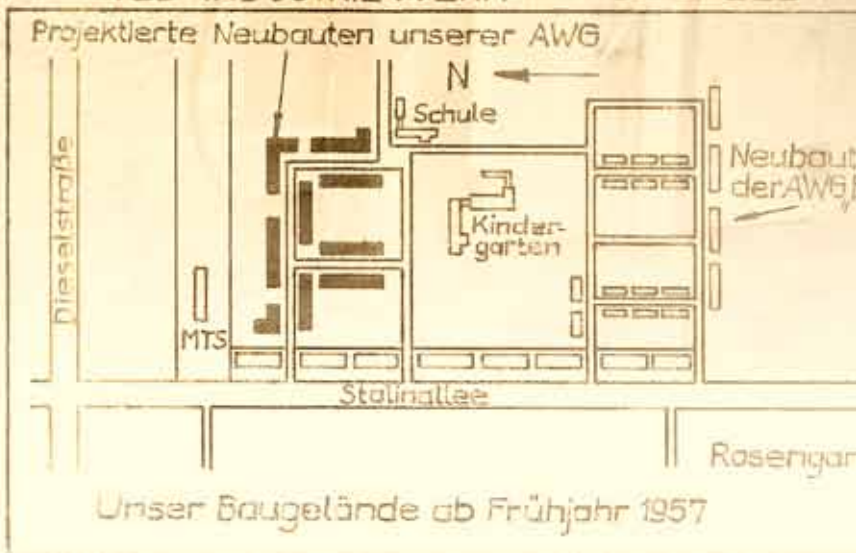 Projektierte Neubauten unserer AWG
N
Schule
Neubaut
der AWG
Kinder-
garten
Dieselstraße
MTS
Stalinallee
Rosengar
Unser Baugelände ab Frühjahr 1957